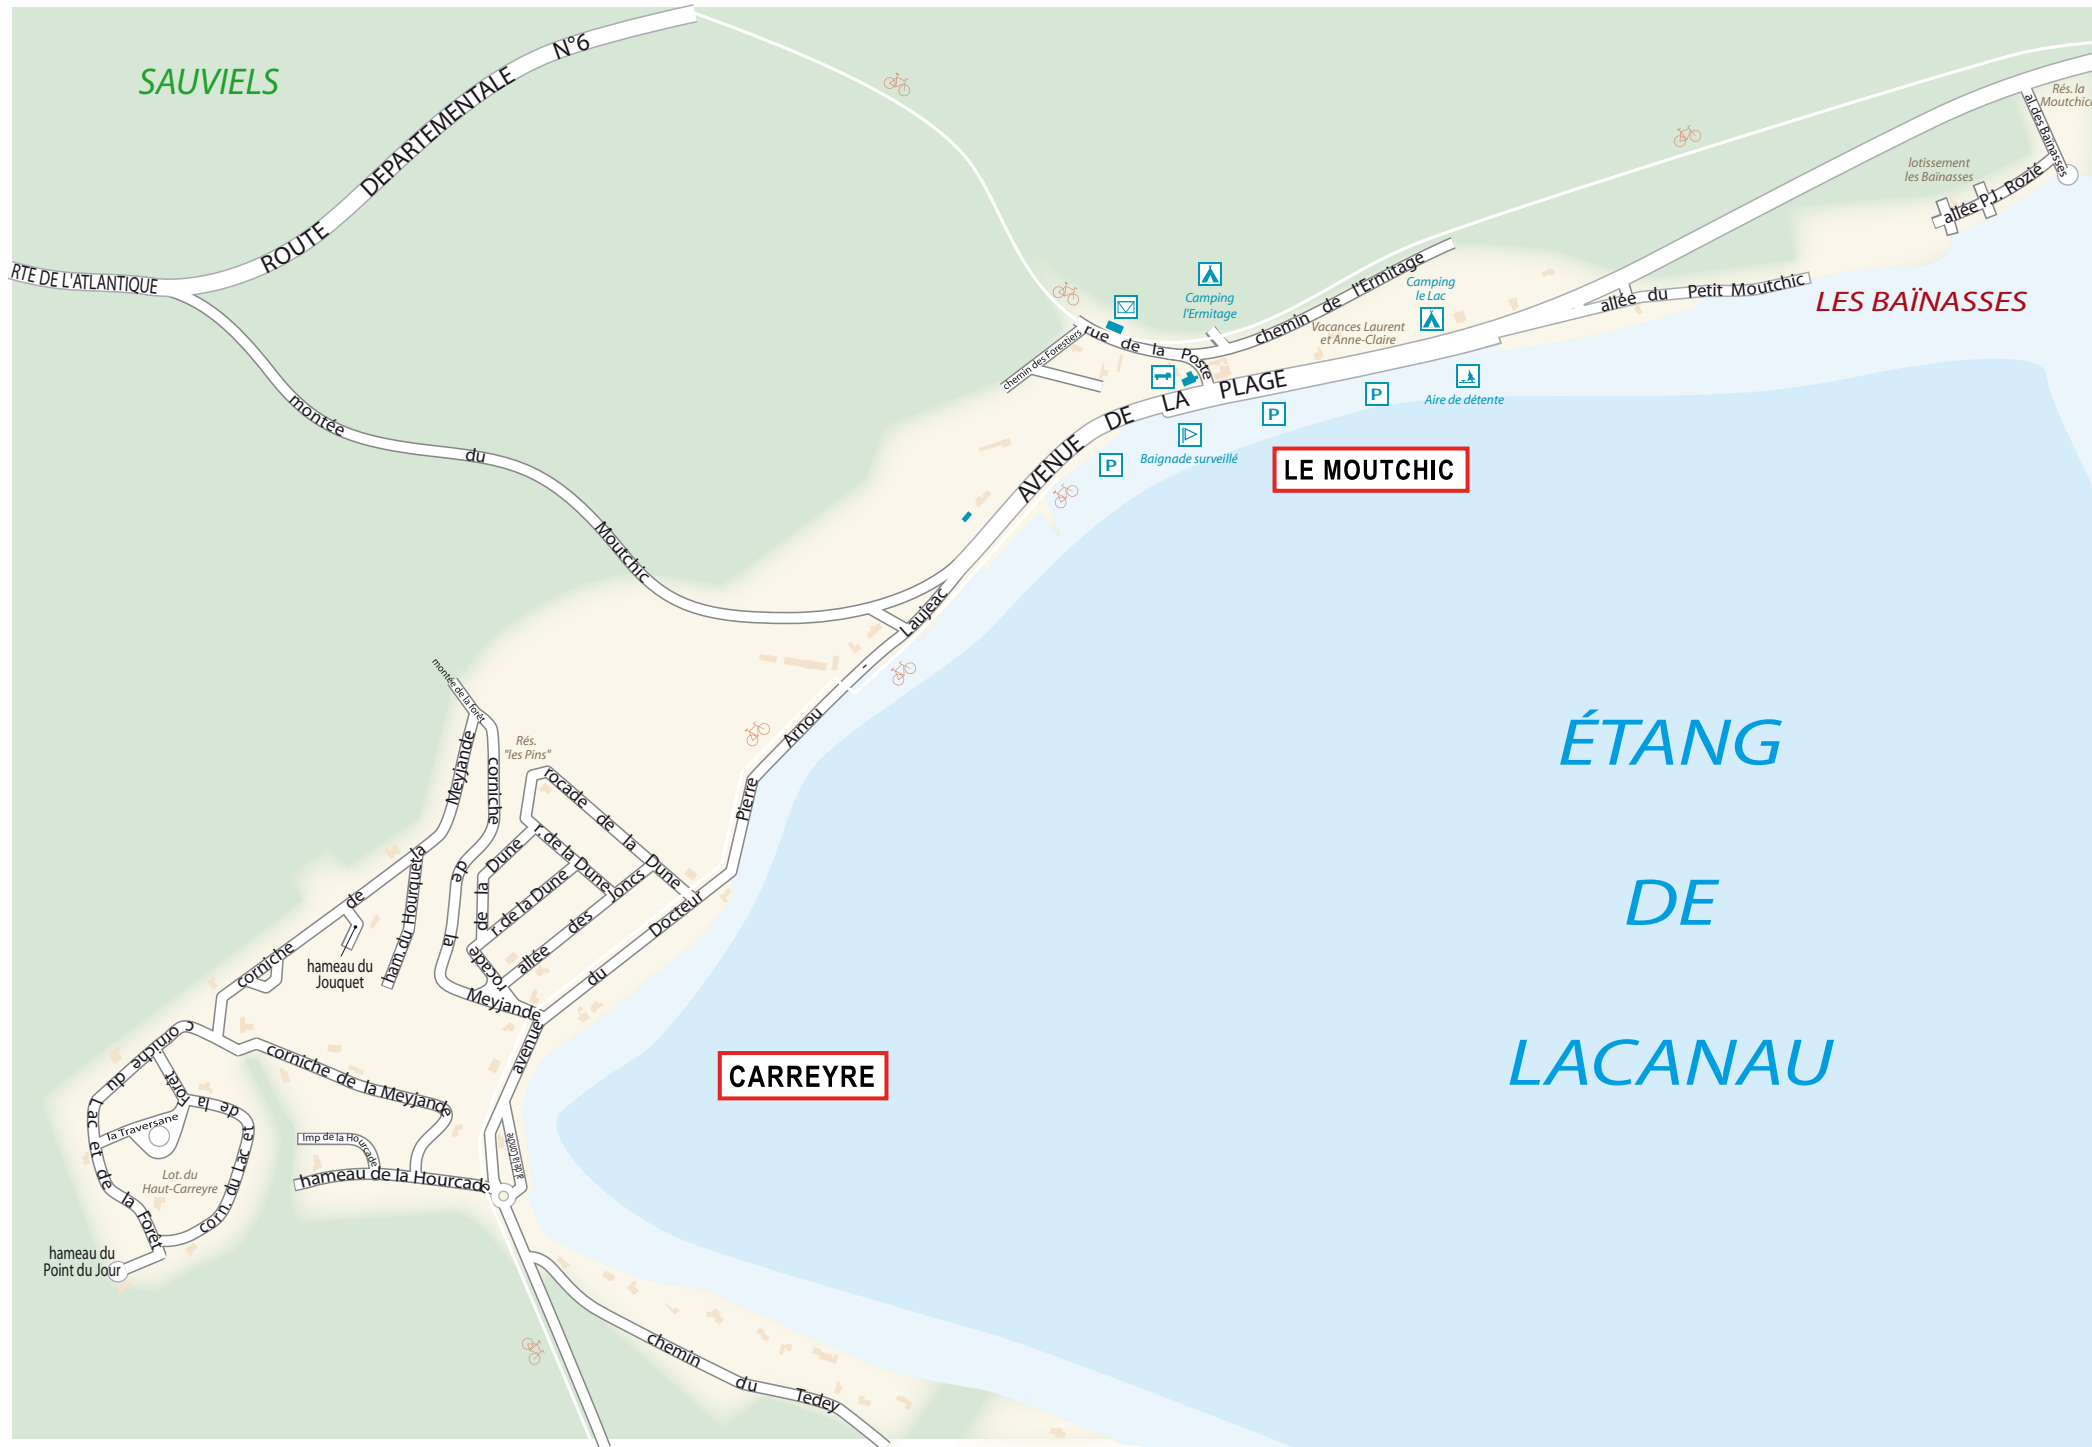 SAUVIELS
ROUTE DEPARTEMENTALE N°6
RTE DE L'ATLANTIQUE
Rés. la
Moutchico
al. des Baïnasses
lotissement
les Baïnasses
allée P.J. Rozié
LES BAÏNASSES
allée du Petit Moutchic
Camping
l'Ermitage
chemin de l'Ermitage
Camping
le Lac
Vacances Laurent
et Anne-Claire
rue de la Poste
chemin des Forestiers
AVENUE DE LA PLAGE
P
P
P
Aire de détente
Baignade surveillé
LE MOUTCHIC
montée du Moutchic
avenue du Docteur Pierre Arnou - Laujeac
montée de la forêt
corniche de la Meyjande
corniche de la Meyjande
Rés.
"les Pins"
rocade de la Dune
r. de la Dune
rocade de la Dune
r. de la Dune
allée des Joncs
ham. du Hourquet
hameau du
Jouquet
ÉTANG
DE
LACANAU
CARREYRE
corniche de la Meyjande
Corniche du Lac et de la Forêt
corn. du Lac et de la Forêt
la Traversane
Lot. du
Haut-Carreyre
Imp de la Hourcade
hameau de la Hourcade
hameau du
Point du Jour
chemin du Tedey